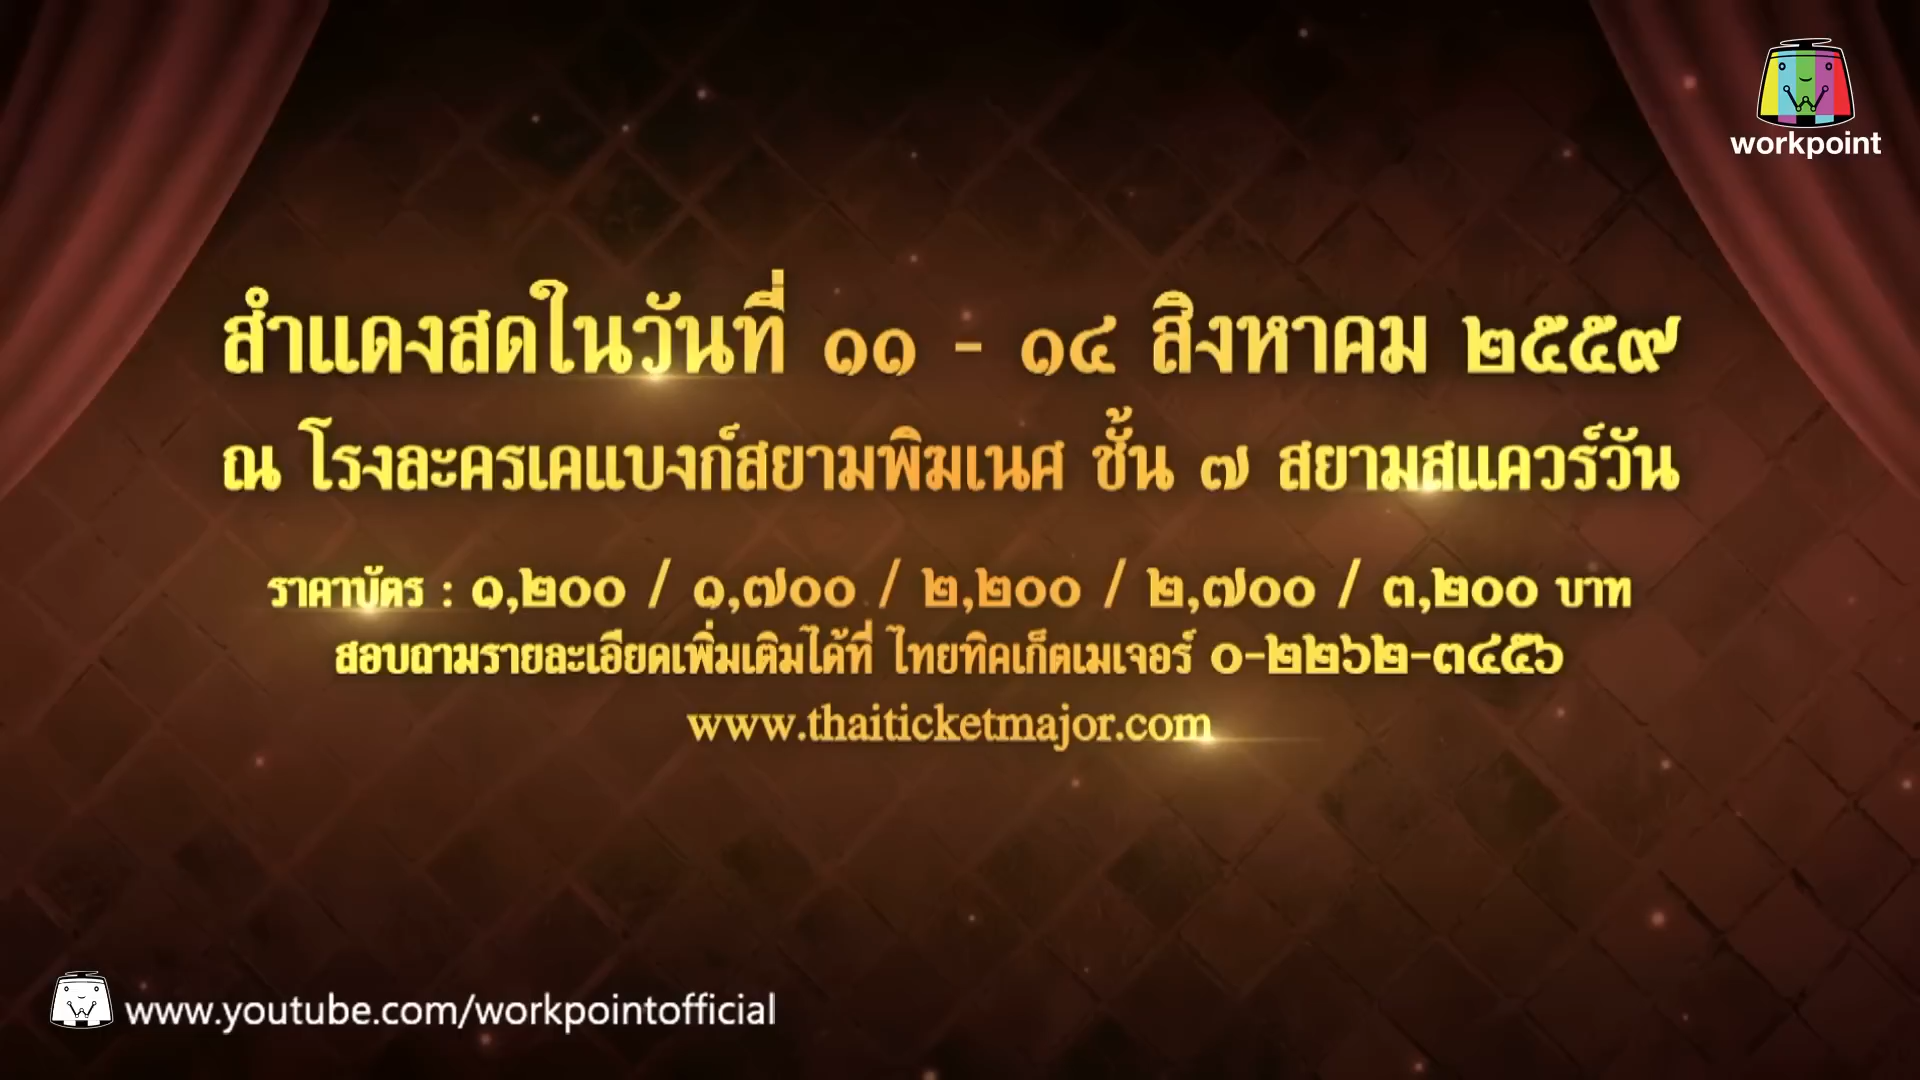 workpoint
สำแดงสดในวันที่ ๑๑ - ๑๔ สิงหาคม ๒๕๕๙
ณ โรงละครเคแบงก์สยามพิฆเนศ ชั้น ๗ สยามสแควร์วัน
ราคาบัตร : ๑,๒๐๐ / ๑,๗๐๐ / ๒,๒๐๐ / ๒,๗๐๐ / ๓,๒๐๐ บาท
สอบถามรายละเอียดเพิ่มเติมได้ที่ ไทยทิคเก็ตเมเจอร์ ๐-๒๒๖๒-๓๔๕๖
www.thaiticketmajor.com
www.youtube.com/workpointofficial